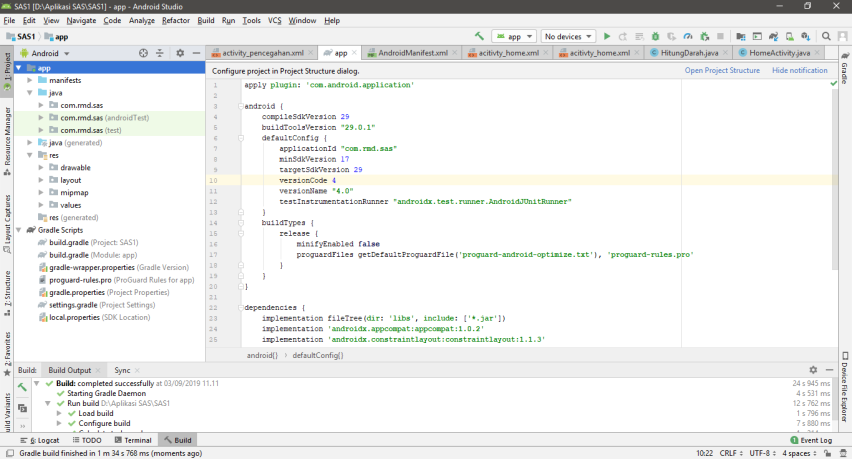 SAS1 [D:\Aplikasi SAS\SAS1] - app - Android Studio
File Edit View Navigate Code Analyze Refactor Build Run Tools VCS Window Help
SAS1 app
app No devices
Android
activity_pencegahan.xml app AndroidManifest.xml acitivty_home.xml acitivty_home.xml HitungDarah.java HomeActivity.java
1: Project
Resource Manager
Layout Captures
7: Structure
2: Favorites
Build Variants
app
manifests
java
com.rmd.sas
com.rmd.sas (androidTest)
com.rmd.sas (test)
java (generated)
res
drawable
layout
mipmap
values
res (generated)
Gradle Scripts
build.gradle (Project: SAS1)
build.gradle (Module: app)
gradle-wrapper.properties (Gradle Version)
proguard-rules.pro (ProGuard Rules for app)
gradle.properties (Project Properties)
settings.gradle (Project Settings)
local.properties (SDK Location)
Configure project in Project Structure dialog. Open Project Structure Hide notification
1 apply plugin: 'com.android.application'
2
3 android {
4 compileSdkVersion 29
5 buildToolsVersion "29.0.1"
6 defaultConfig {
7 applicationId "com.rmd.sas"
8 minSdkVersion 17
9 targetSdkVersion 29
10 versionCode 4
11 versionName "4.0"
12 testInstrumentationRunner "androidx.test.runner.AndroidJUnitRunner"
13 }
14 buildTypes {
15 release {
16 minifyEnabled false
17 proguardFiles getDefaultProguardFile('proguard-android-optimize.txt'), 'proguard-rules.pro'
18 }
19 }
20 }
21
22 dependencies {
23 implementation fileTree(dir: 'libs', include: ['*.jar'])
24 implementation 'androidx.appcompat:appcompat:1.0.2'
25 implementation 'androidx.constraintlayout:constraintlayout:1.1.3'
android{} defaultConfig{}
Gradle
Device File Explorer
Build: Build Output Sync
Build: completed successfully at 03/09/2019 11.11 24 s 945 ms
Starting Gradle Daemon 4 s 531 ms
Run build D:\Aplikasi SAS\SAS1 12 s 762 ms
Load build 1 s 796 ms
Configure build 7 s 880 ms
6: Logcat TODO Terminal Build Event Log
Gradle build finished in 1 m 34 s 768 ms (moments ago) 10:22 CRLF UTF-8 4 spaces